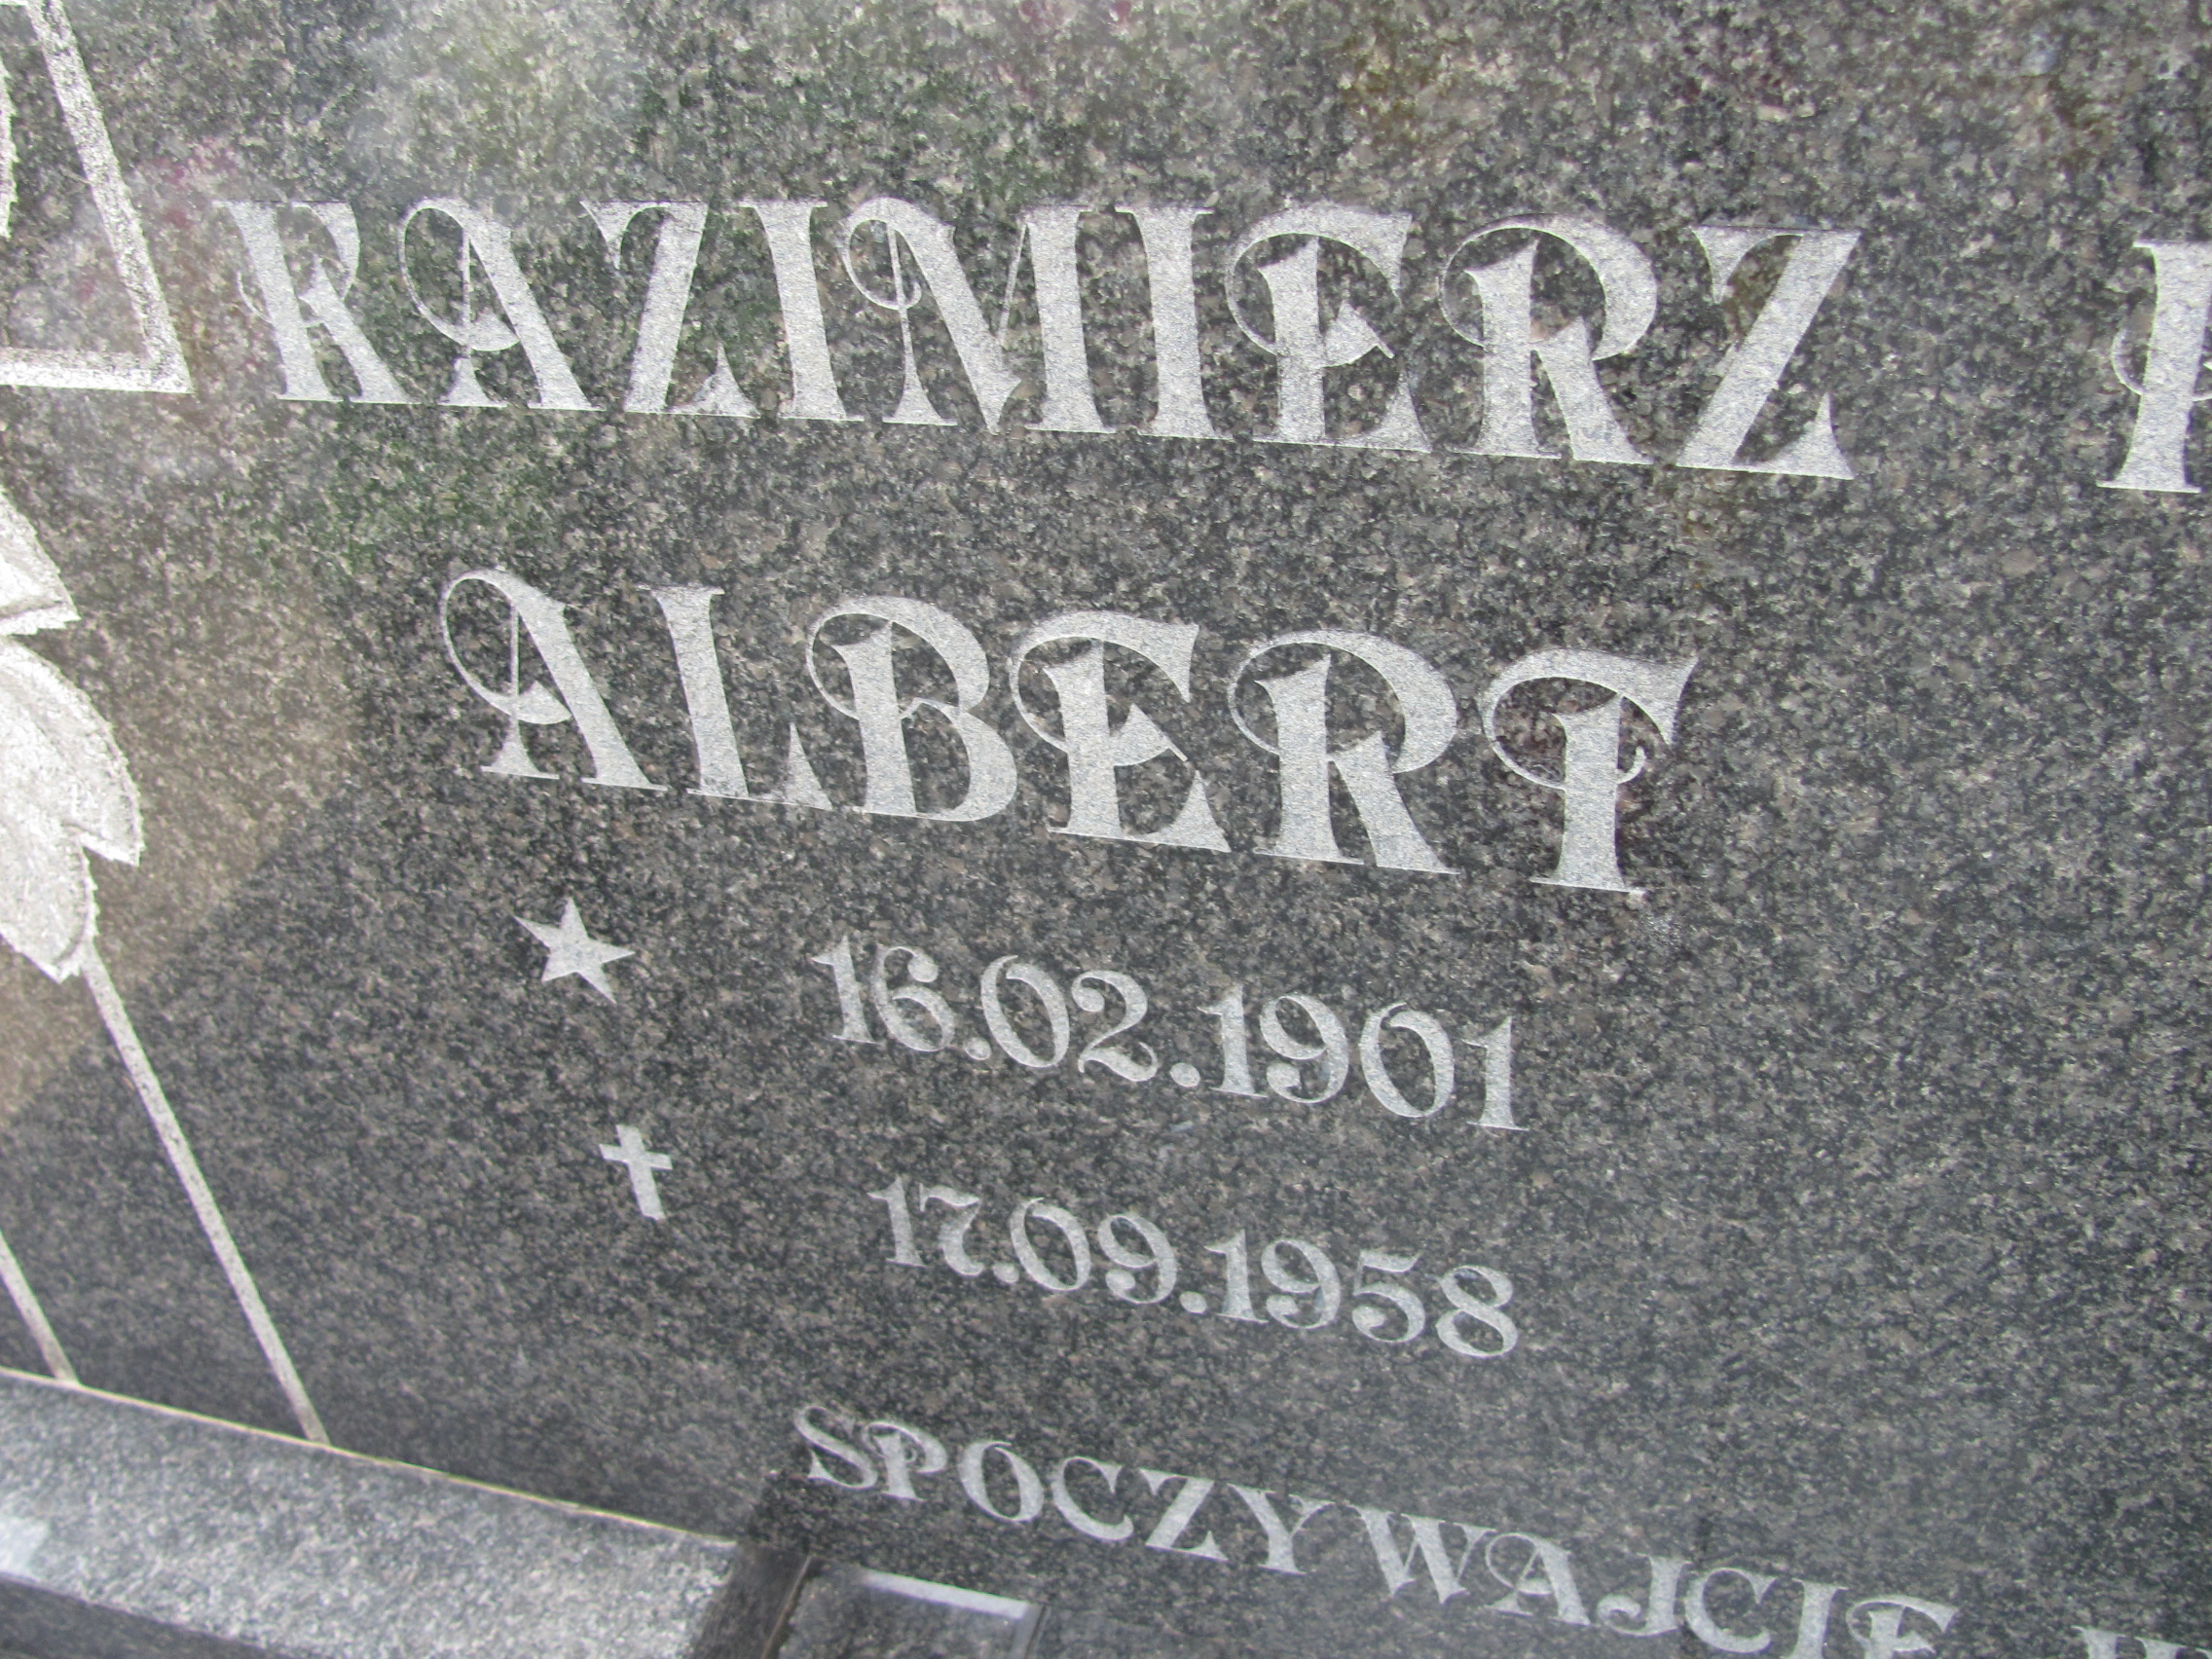 KAZIMIERZ
ALBERT
16.02.1901
17.09.1958
SPOCZYWAJCIE